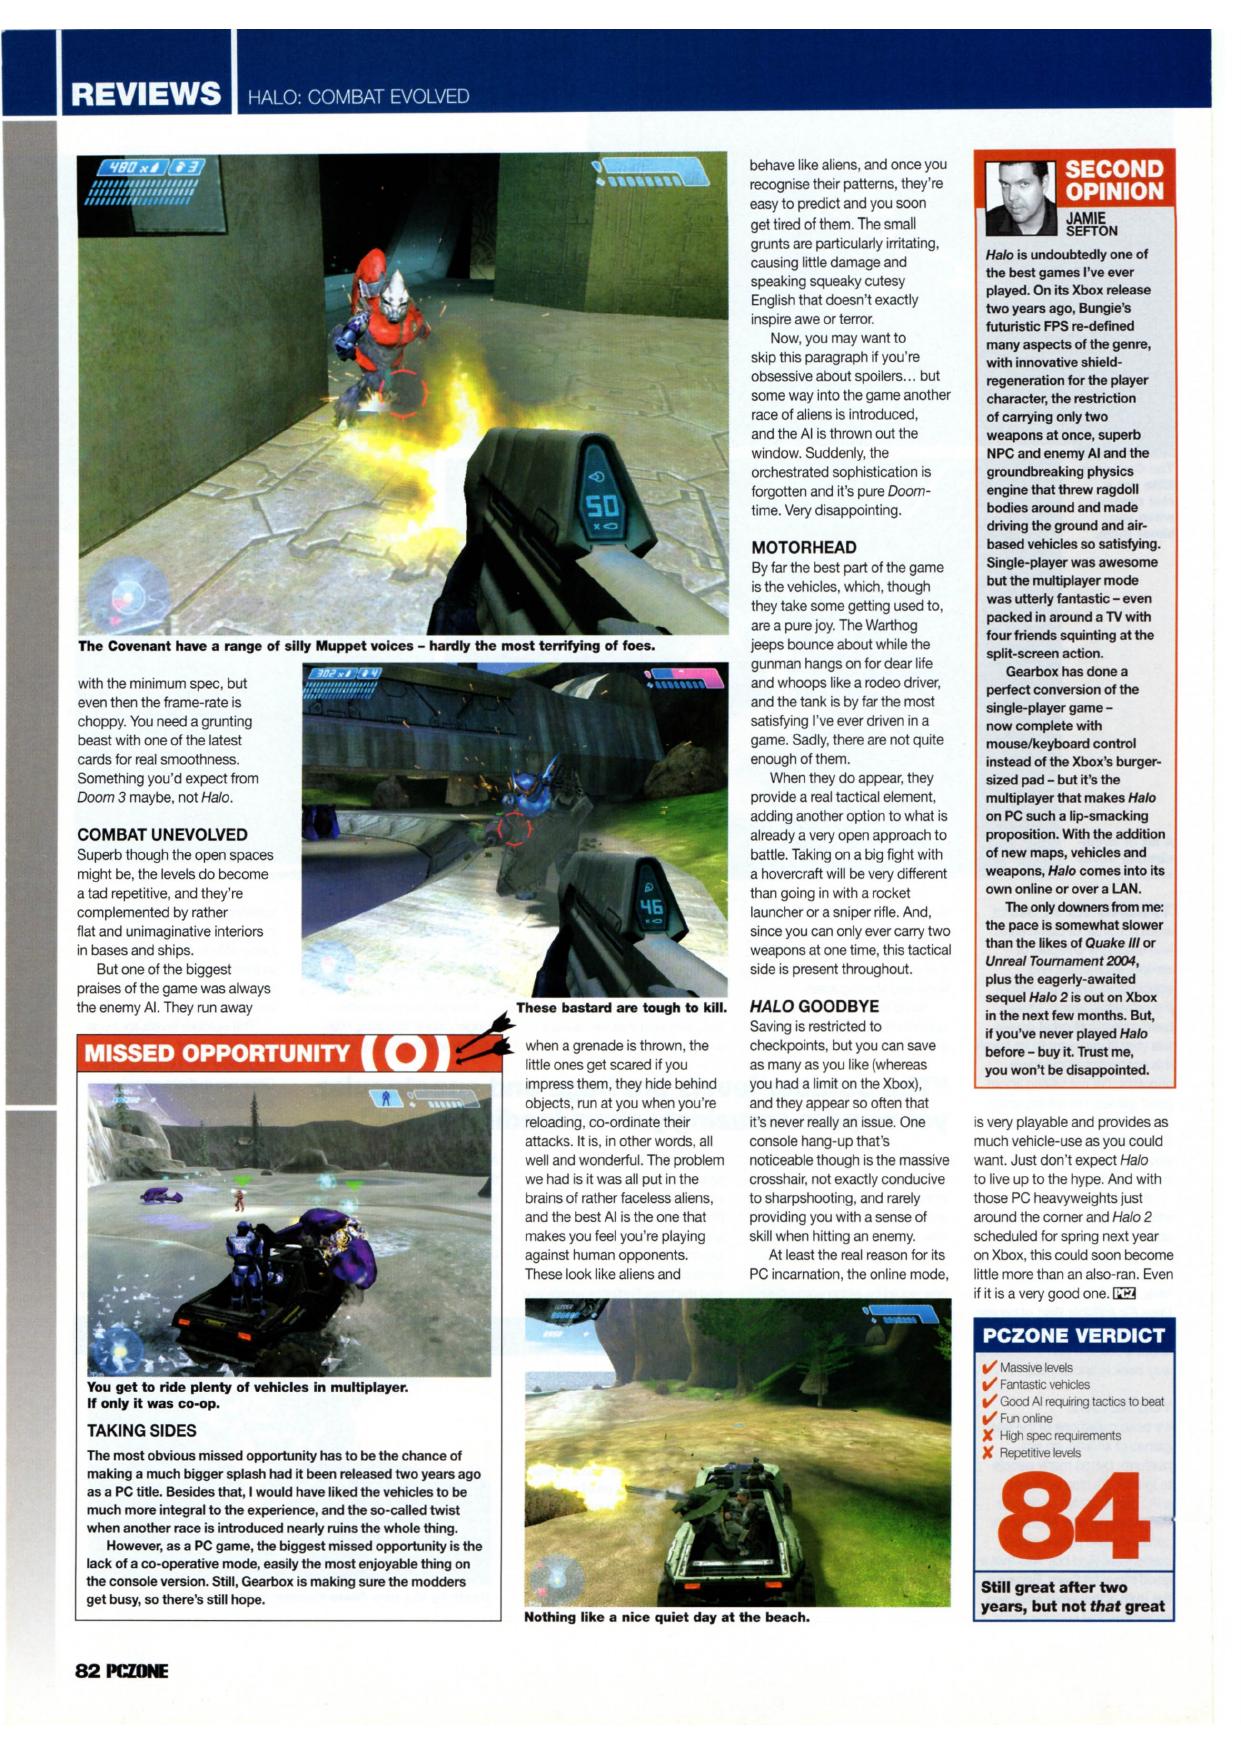 REVIEWS
HALO: COMBAT EVOLVED
480 x
3
50
The Covenant have a range of silly Muppet voices – hardly the most terrifying of foes.
with the minimum spec, but
even then the frame-rate is
choppy. You need a grunting
beast with one of the latest
cards for real smoothness.
Something you'd expect from
Doom 3 maybe, not Halo.
COMBAT UNEVOLVED
Superb though the open spaces
might be, the levels do become
a tad repetitive, and they're
complemented by rather
flat and unimaginative interiors
in bases and ships.
But one of the biggest
praises of the game was always
the enemy AI. They run away
302 x
4
46
These bastard are tough to kill.
MISSED OPPORTUNITY
You get to ride plenty of vehicles in multiplayer.
If only it was co-op.
TAKING SIDES
The most obvious missed opportunity has to be the chance of
making a much bigger splash had it been released two years ago
as a PC title. Besides that, I would have liked the vehicles to be
much more integral to the experience, and the so-called twist
when another race is introduced nearly ruins the whole thing.
However, as a PC game, the biggest missed opportunity is the
lack of a co-operative mode, easily the most enjoyable thing on
the console version. Still, Gearbox is making sure the modders
get busy, so there's still hope.
when a grenade is thrown, the
little ones get scared if you
impress them, they hide behind
objects, run at you when you're
reloading, co-ordinate their
attacks. It is, in other words, all
well and wonderful. The problem
we had is it was all put in the
brains of rather faceless aliens,
and the best AI is the one that
makes you feel you're playing
against human opponents.
These look like aliens and
behave like aliens, and once you
recognise their patterns, they're
easy to predict and you soon
get tired of them. The small
grunts are particularly irritating,
causing little damage and
speaking squeaky cutesy
English that doesn't exactly
inspire awe or terror.
Now, you may want to
skip this paragraph if you're
obsessive about spoilers... but
some way into the game another
race of aliens is introduced,
and the AI is thrown out the
window. Suddenly, the
orchestrated sophistication is
forgotten and it's pure Doom-
time. Very disappointing.
MOTORHEAD
By far the best part of the game
is the vehicles, which, though
they take some getting used to,
are a pure joy. The Warthog
jeeps bounce about while the
gunman hangs on for dear life
and whoops like a rodeo driver,
and the tank is by far the most
satisfying I've ever driven in a
game. Sadly, there are not quite
enough of them.
When they do appear, they
provide a real tactical element,
adding another option to what is
already a very open approach to
battle. Taking on a big fight with
a hovercraft will be very different
than going in with a rocket
launcher or a sniper rifle. And,
since you can only ever carry two
weapons at one time, this tactical
side is present throughout.
HALO GOODBYE
Saving is restricted to
checkpoints, but you can save
as many as you like (whereas
you had a limit on the Xbox),
and they appear so often that
it's never really an issue. One
console hang-up that's
noticeable though is the massive
crosshair, not exactly conducive
to sharpshooting, and rarely
providing you with a sense of
skill when hitting an enemy.
At least the real reason for its
PC incarnation, the online mode,
Nothing like a nice quiet day at the beach.
SECOND
OPINION
JAMIE
SEFTON
Halo is undoubtedly one of
the best games I've ever
played. On its Xbox release
two years ago, Bungie's
futuristic FPS re-defined
many aspects of the genre,
with innovative shield-
regeneration for the player
character, the restriction
of carrying only two
weapons at once, superb
NPC and enemy AI and the
groundbreaking physics
engine that threw ragdoll
bodies around and made
driving the ground and air-
based vehicles so satisfying.
Single-player was awesome
but the multiplayer mode
was utterly fantastic – even
packed in around a TV with
four friends squinting at the
split-screen action.
Gearbox has done a
perfect conversion of the
single-player game –
now complete with
mouse/keyboard control
instead of the Xbox's burger-
sized pad – but it's the
multiplayer that makes Halo
on PC such a lip-smacking
proposition. With the addition
of new maps, vehicles and
weapons, Halo comes into its
own online or over a LAN.
The only downers from me:
the pace is somewhat slower
than the likes of Quake III or
Unreal Tournament 2004,
plus the eagerly-awaited
sequel Halo 2 is out on Xbox
in the next few months. But,
if you've never played Halo
before – buy it. Trust me,
you won't be disappointed.
is very playable and provides as
much vehicle-use as you could
want. Just don't expect Halo
to live up to the hype. And with
those PC heavyweights just
around the corner and Halo 2
scheduled for spring next year
on Xbox, this could soon become
little more than an also-ran. Even
if it is a very good one. PCZ
PCZONE VERDICT
Massive levels
Fantastic vehicles
Good AI requiring tactics to beat
Fun online
High spec requirements
Repetitive levels
84
Still great after two
years, but not that great
82 PCZONE